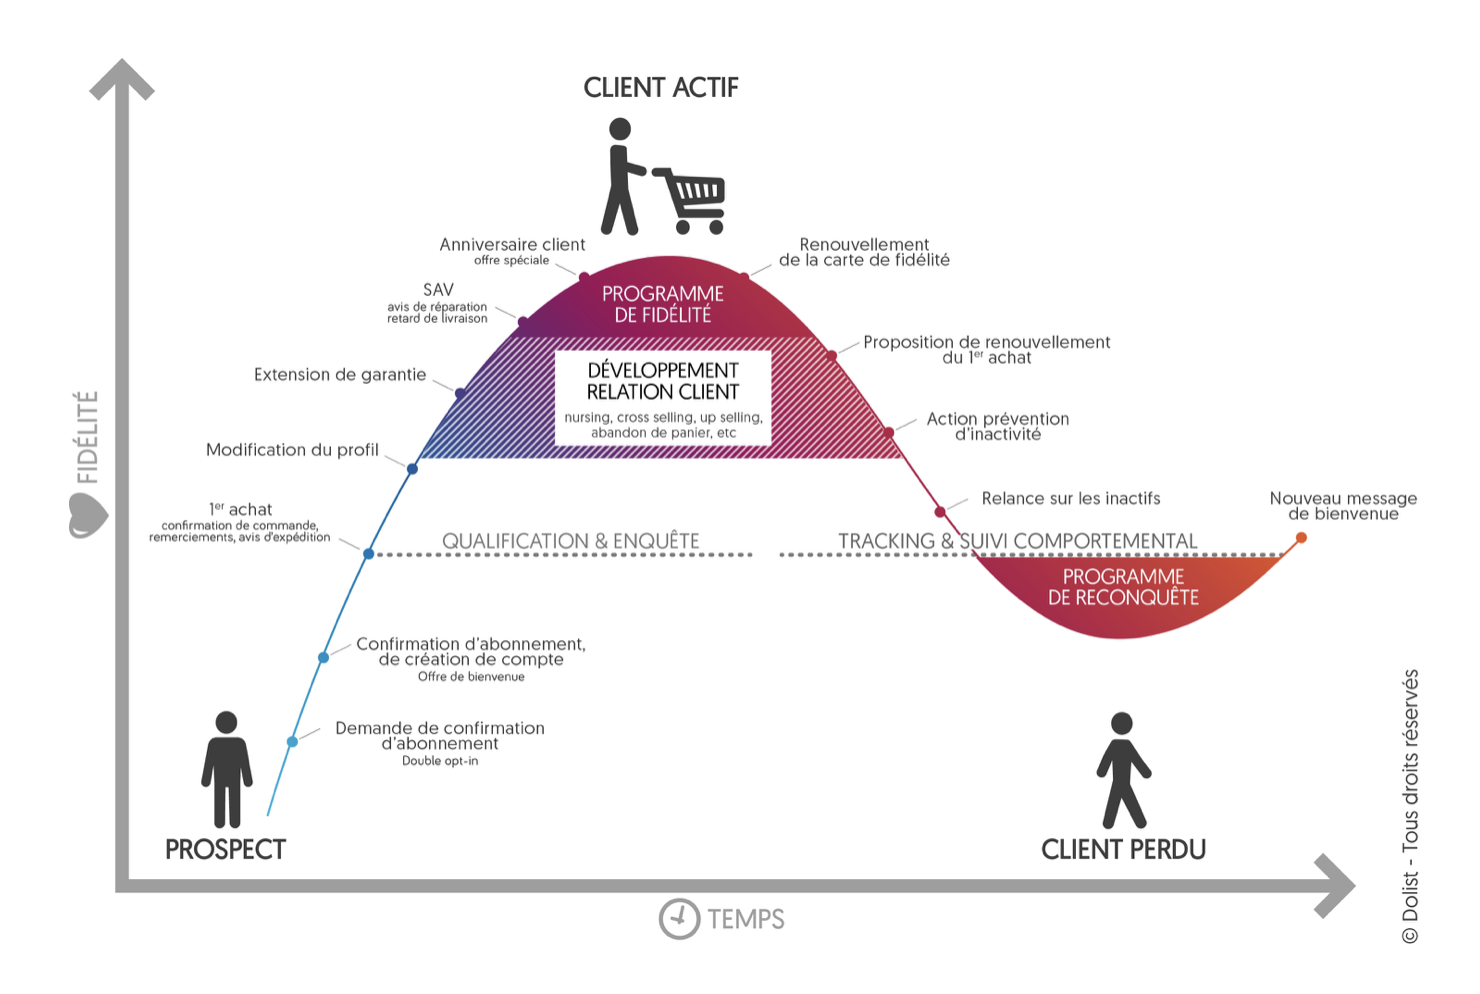 CLIENT ACTIF
Anniversaire client
offre spéciale
Renouvellement
de la carte de fidélité
SAV
avis de réparation
retard de livraison
PROGRAMME
DE FIDÉLITÉ
Proposition de renouvellement
du 1er achat
Extension de garantie
DÉVELOPPEMENT
RELATION CLIENT
nursing, cross selling, up selling,
abandon de panier, etc
Action prévention
d'inactivité
Modification du profil
FIDÉLITÉ
1er achat
confirmation de commande,
remerciements, avis d'expédition
Relance sur les inactifs
Nouveau message
de bienvenue
QUALIFICATION & ENQUÊTE
TRACKING & SUIVI COMPORTEMENTAL
PROGRAMME
DE RECONQUÊTE
Confirmation d'abonnement,
de création de compte
Offre de bienvenue
Demande de confirmation
d'abonnement
Double opt-in
PROSPECT
CLIENT PERDU
TEMPS
© Dolist - Tous droits réservés